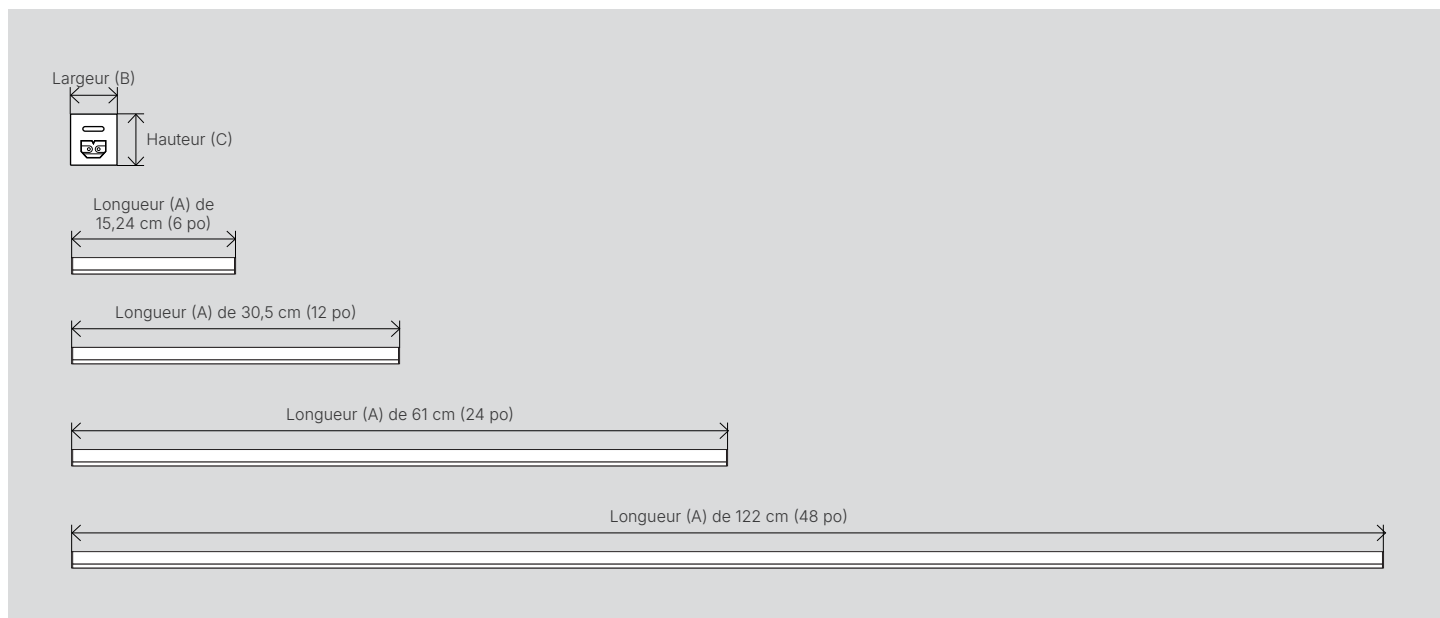 Largeur (B)
Hauteur (C)
Longueur (A) de
15,24 cm (6 po)
Longueur (A) de 30,5 cm (12 po)
Longueur (A) de 61 cm (24 po)
Longueur (A) de 122 cm (48 po)